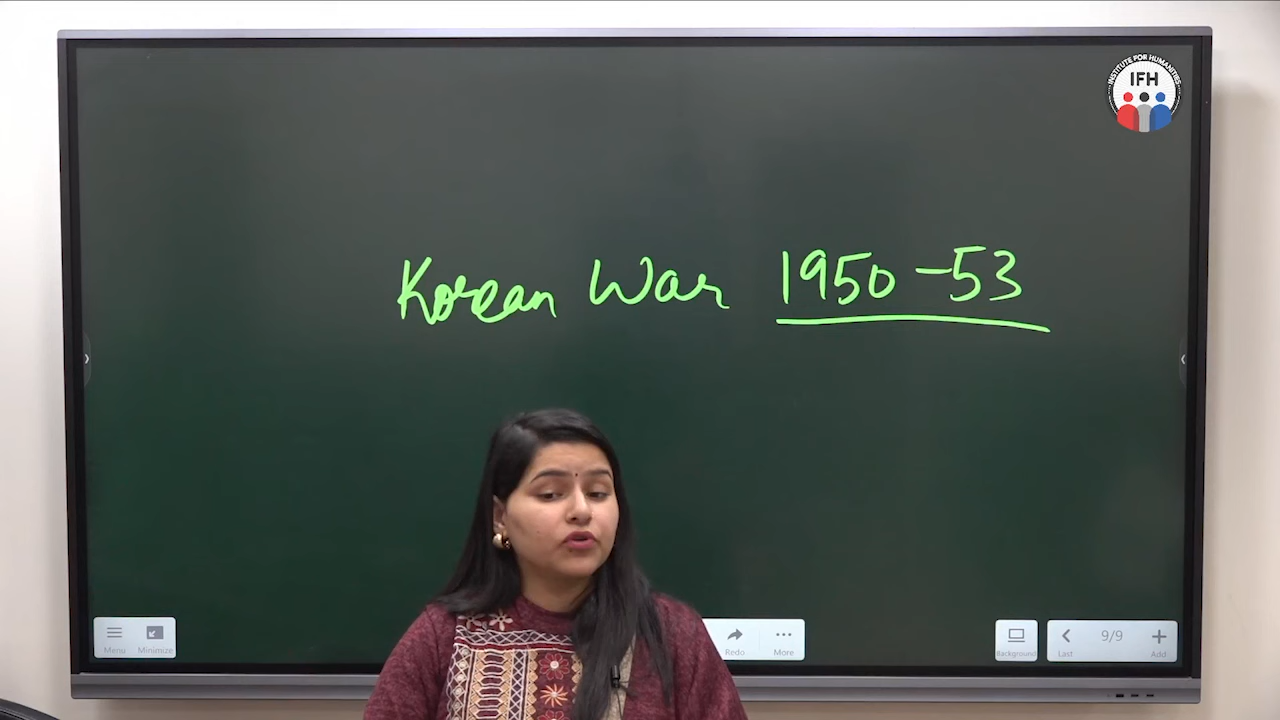 INSTITUTE FOR HUMANITIES
IFH
Korean War 1950-53
Menu
Minimize
Redo
More
Background
Last
9/9
Add